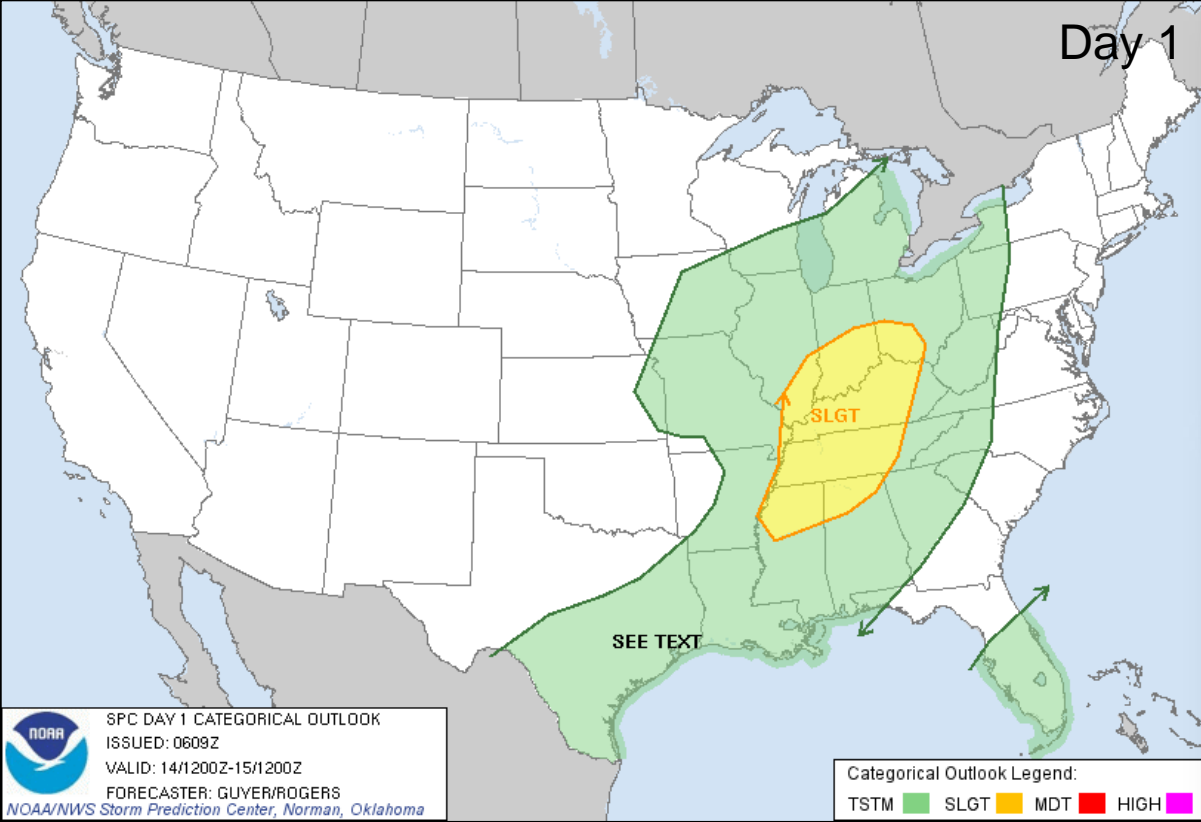 Day 1
SLGT
SEE TEXT
NOAA
SPC DAY 1 CATEGORICAL OUTLOOK
ISSUED: 0609Z
VALID: 14/1200Z-15/1200Z
FORECASTER: GUYER/ROGERS
NOAA/NWS Storm Prediction Center, Norman, Oklahoma
Categorical Outlook Legend:
TSTM SLGT MDT HIGH